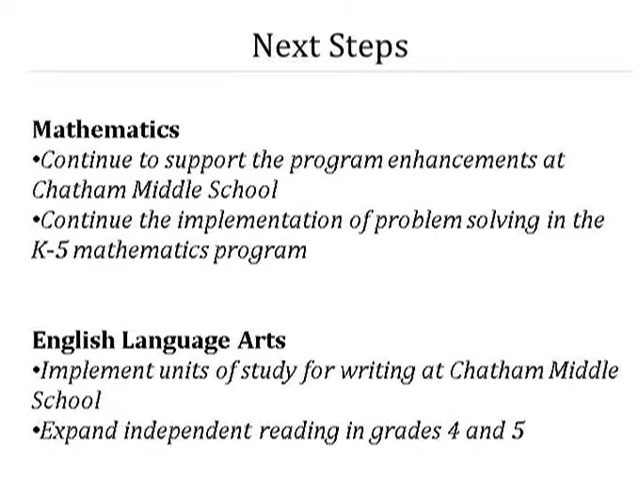 Next Steps
Mathematics
•Continue to support the program enhancements at
Chatham Middle School
•Continue the implementation of problem solving in the
K-5 mathematics program
English Language Arts
•Implement units of study for writing at Chatham Middle
School
•Expand independent reading in grades 4 and 5